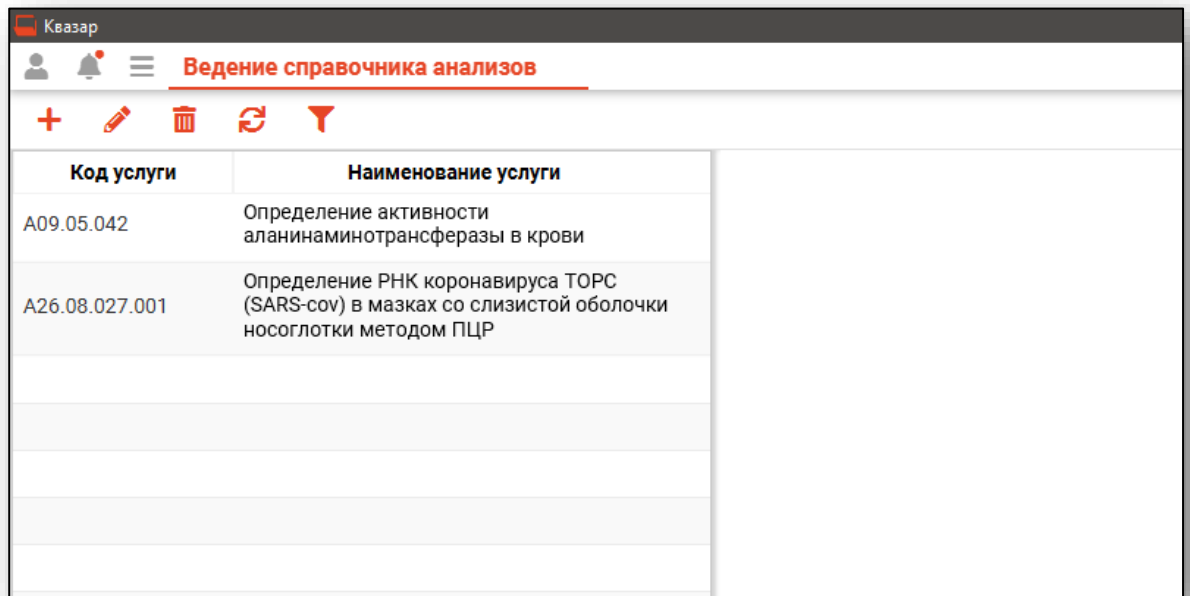 Квазар
Ведение справочника анализов
Код услуги
Наименование услуги
A09.05.042
Определение активности
аланинаминотрансферазы в крови
A26.08.027.001
Определение РНК коронавируса ТОРС
(SARS-cov) в мазках со слизистой оболочки
носоглотки методом ПЦР